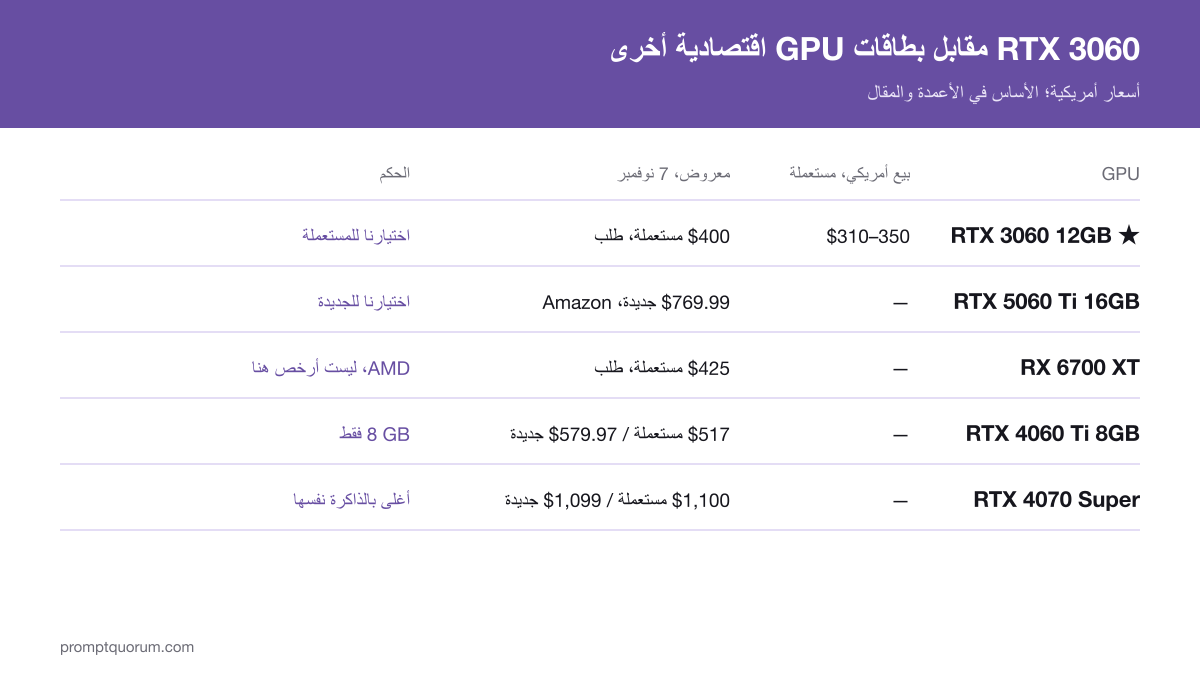 RTX 3060 مقابل بطاقات GPU اقتصادية أخرى
أسعار أمريكية؛ الأساس في الأعمدة والمقال
GPU بيع أمريكي، مستعملة معروض، 7 نوفمبر الحكم
★ RTX 3060 12GB $310–350 $400 مستعملة، طلب اختيارنا للمستعملة
RTX 5060 Ti 16GB — $769.99 جديدة، Amazon اختيارنا للجديدة
RX 6700 XT — $425 مستعملة، طلب AMD، ليست أرخص هنا
RTX 4060 Ti 8GB — $517 مستعملة / $579.97 جديدة 8 GB فقط
RTX 4070 Super — $1,100 مستعملة / $1,099 جديدة أغلى بالذاكرة نفسها
promptquorum.com